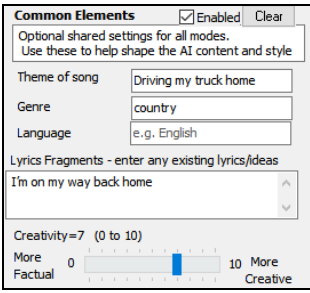 Common Elements Enabled Clear
Optional shared settings for all modes.
Use these to help shape the AI content and style
Theme of song Driving my truck home
Genre country
Language e.g. English
Lyrics Fragments - enter any existing lyrics/ideas
I'm on my way back home
Creativity=7 (0 to 10)
More Factual 0 10 More Creative